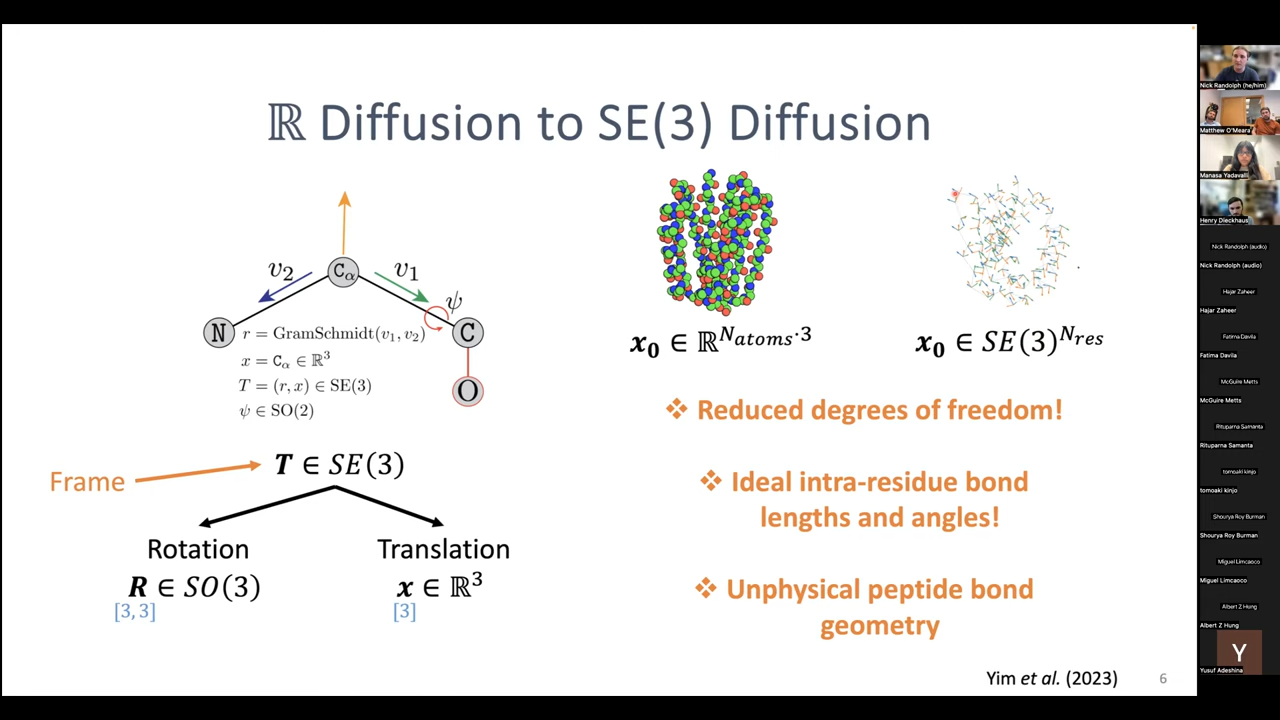 ℝ Diffusion to SE(3) Diffusion
v₂
Cα
v₁
ψ
N
C
O
r = GramSchmidt(v₁, v₂)
x = Cα ∈ ℝ³
T = (r, x) ∈ SE(3)
ψ ∈ SO(2)
Frame
T ∈ SE(3)
Rotation
R ∈ SO(3)
[3, 3]
Translation
x ∈ ℝ³
[3]
x₀ ∈ ℝ^{N_{atoms}·3}
x₀ ∈ SE(3)^{N_{res}}
❖ Reduced degrees of freedom!
❖ Ideal intra-residue bond
lengths and angles!
❖ Unphysical peptide bond
geometry
Yim et al. (2023)
6
Nick Randolph (he/him)
Matthew O'Meara
Manasa Yadavalli
Henry Dieckhaus
Nick Randolph (audio)
Nick Randolph (audio)
Hajar Zaheer
Hajar Zaheer
Fatima Davila
Fatima Davila
McGuire Metts
McGuire Metts
Rituparna Samanta
Rituparna Samanta
tomoaki kinjo
tomoaki kinjo
Shourya Roy Burman
Shourya Roy Burman
Miguel Limcaoco
Miguel Limcaoco
Albert Z Hung
Albert Z Hung
Y
Yusuf Adeshina